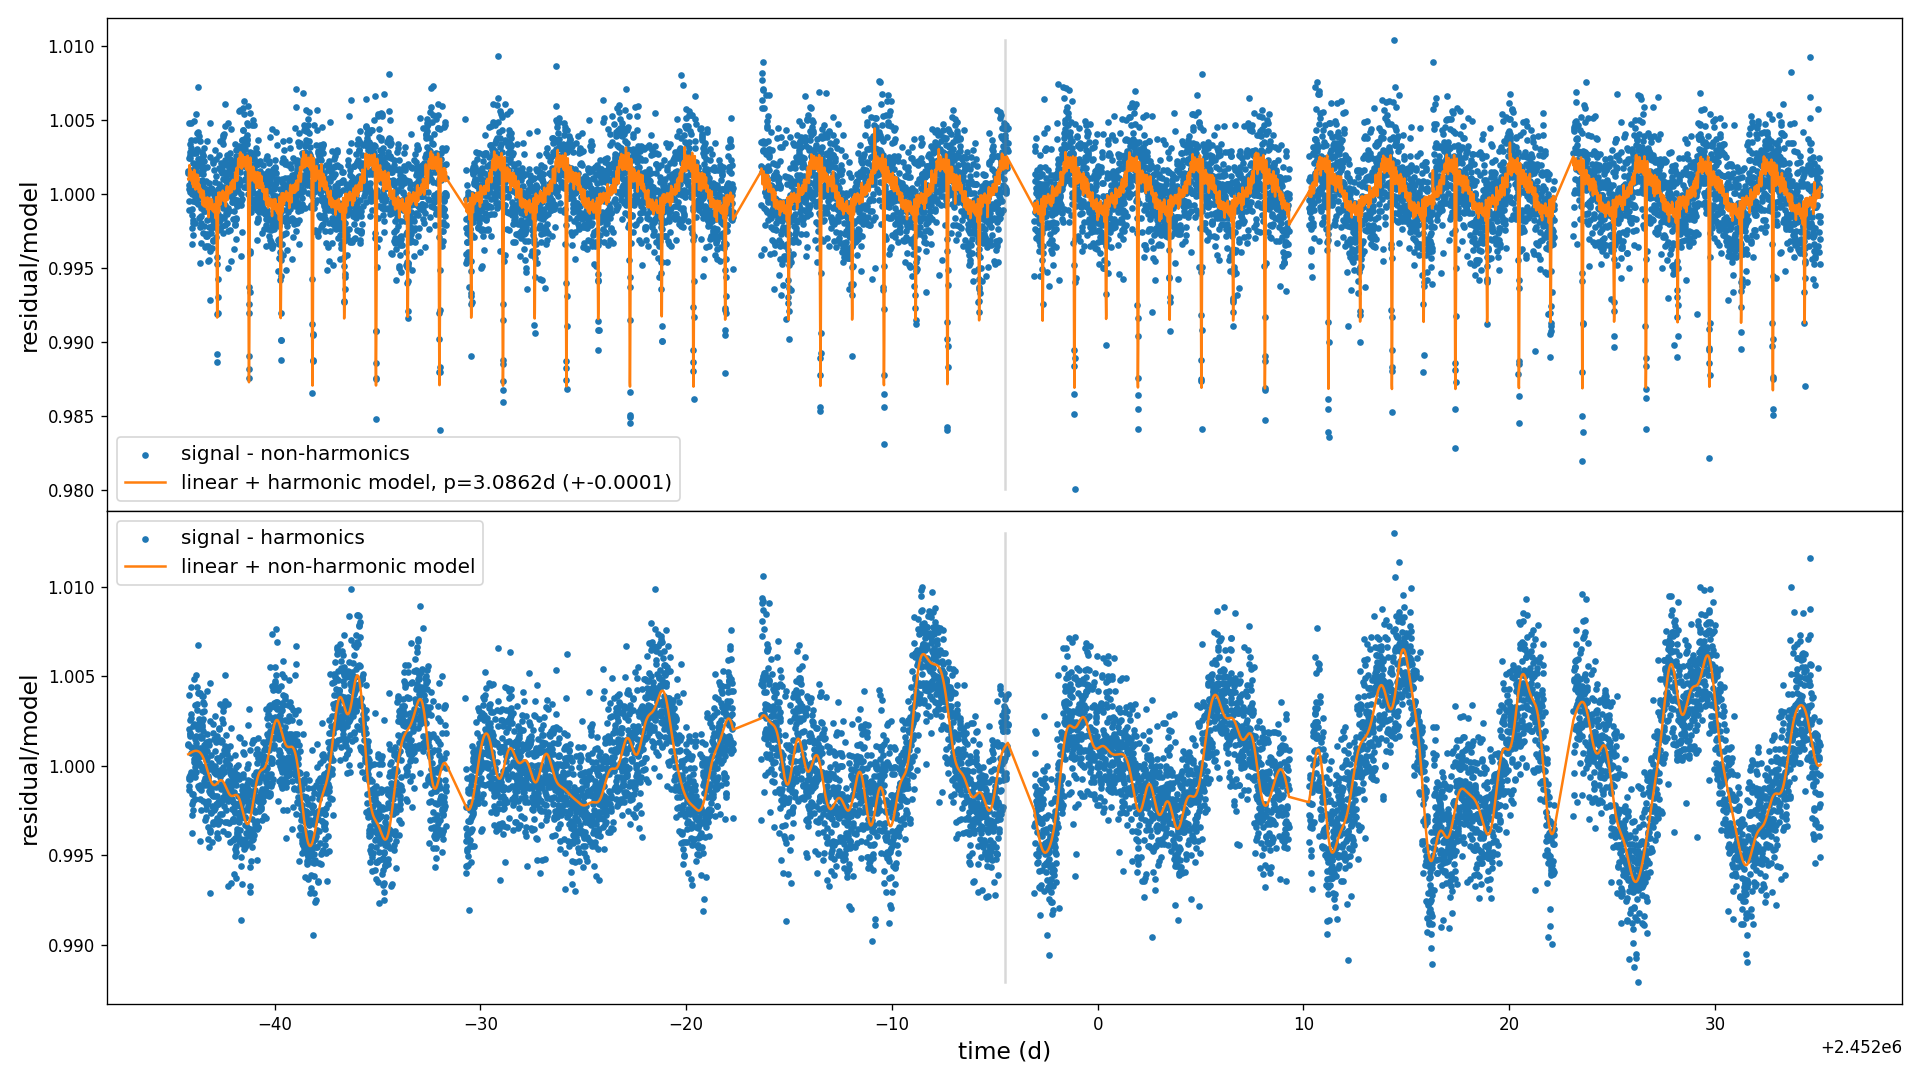 1.010
1.005
1.000
0.995
0.990
0.985
0.980
residual/model
signal - non-harmonics
linear + harmonic model, p=3.0862d (+-0.0001)
signal - harmonics
linear + non-harmonic model
1.010
1.005
1.000
0.995
0.990
residual/model
−40 −30 −20 −10 0 10 20 30
time (d)
+2.452e6